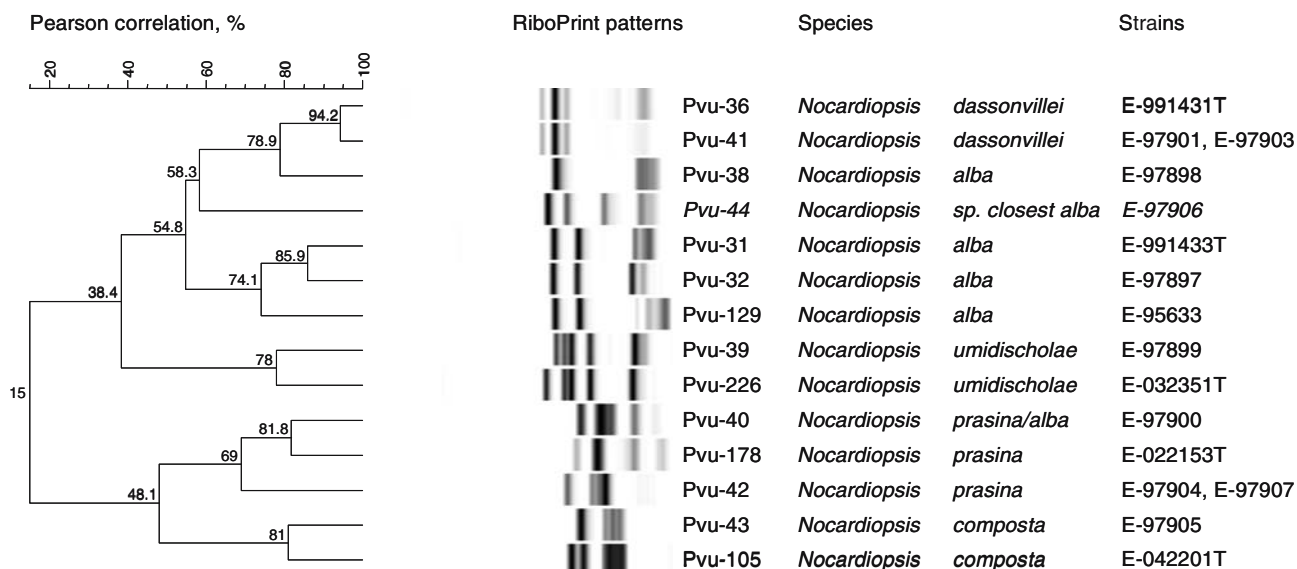 Pearson correlation, % RiboPrint patterns Species Strains
20 40 60 80 100
Pvu-36 Nocardiopsis dassonvillei E-991431T
94.2
Pvu-41 Nocardiopsis dassonvillei E-97901, E-97903
78.9
Pvu-38 Nocardiopsis alba E-97898
58.3
Pvu-44 Nocardiopsis sp. closest alba E-97906
54.8
Pvu-31 Nocardiopsis alba E-991433T
85.9
Pvu-32 Nocardiopsis alba E-97897
74.1
38.4
Pvu-129 Nocardiopsis alba E-95633
Pvu-39 Nocardiopsis umidischolae E-97899
78
Pvu-226 Nocardiopsis umidischolae E-032351T
15
Pvu-40 Nocardiopsis prasina/alba E-97900
81.8
Pvu-178 Nocardiopsis prasina E-022153T
69
Pvu-42 Nocardiopsis prasina E-97904, E-97907
48.1
Pvu-43 Nocardiopsis composta E-97905
81
Pvu-105 Nocardiopsis composta E-042201T